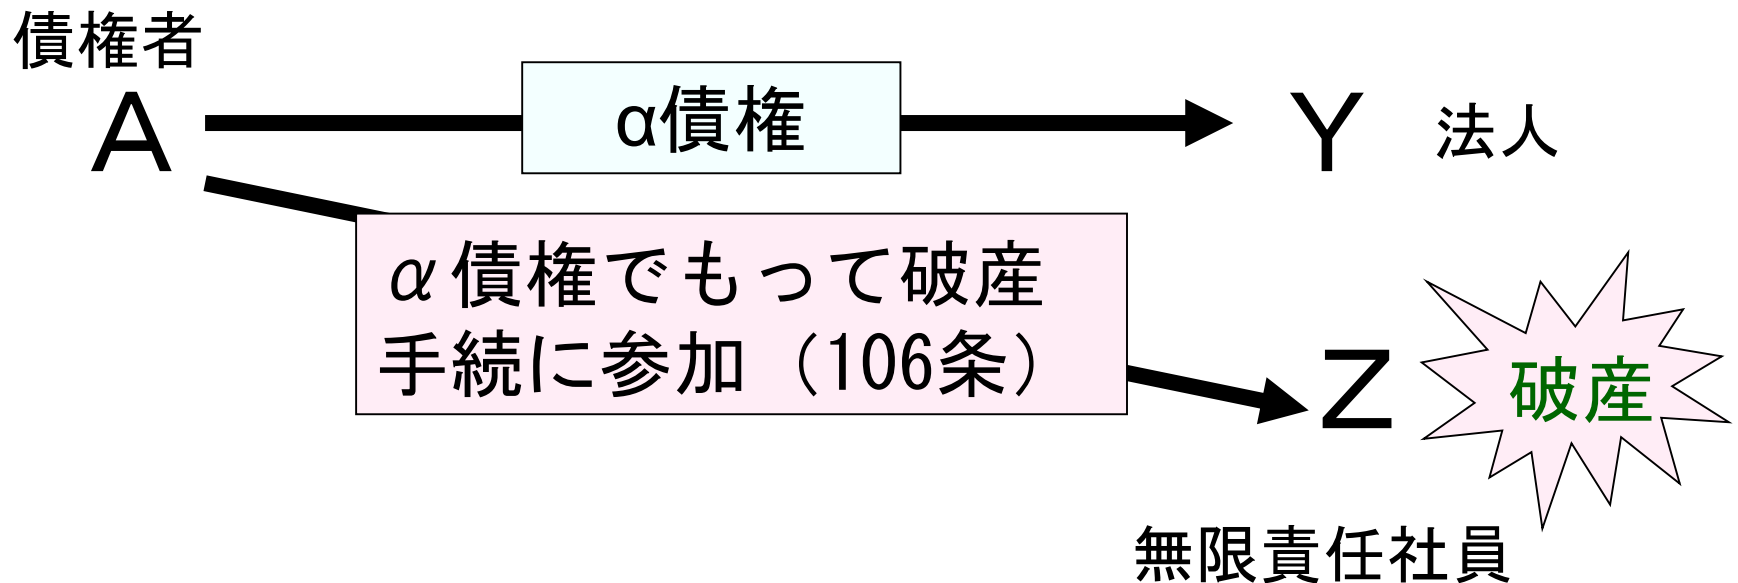 債権者
A
α債権
Y 法人
α債権でもって破産
手続に参加（106条）
Z
破産
無限責任社員